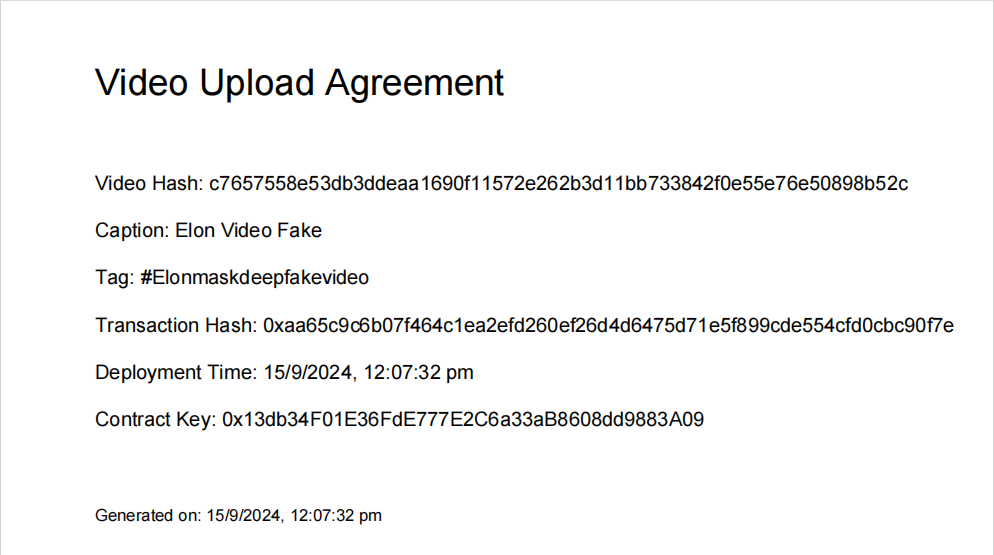 Video Upload Agreement
Video Hash: c7657558e53db3ddeaa1690f11572e262b3d11bb733842f0e55e76e50898b52c
Caption: Elon Video Fake
Tag: #Elonmaskdeepfakevideo
Transaction Hash: 0xaa65c9c6b07f464c1ea2efd260ef26d4d6475d71e5f899cde554cfd0cbc90f7e
Deployment Time: 15/9/2024, 12:07:32 pm
Contract Key: 0x13db34F01E36FdE777E2C6a33aB8608dd9883A09
Generated on: 15/9/2024, 12:07:32 pm